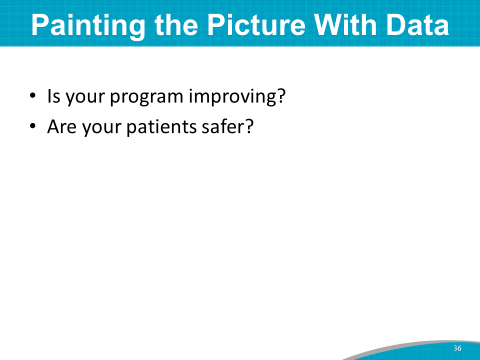 Painting the Picture With Data
• Is your program improving?
• Are your patients safer?
36